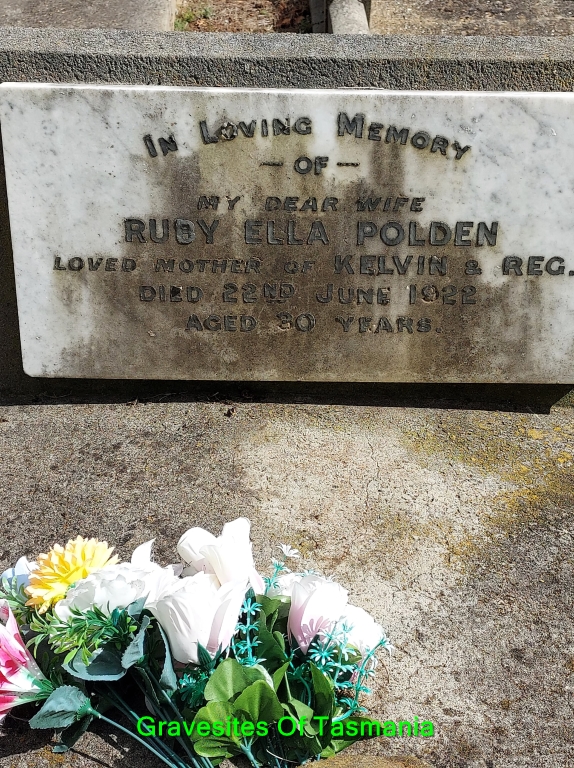 IN LOVING MEMORY
— OF —
MY DEAR WIFE
RUBY ELLA POLDEN
LOVED MOTHER OF KELVIN & REG.
DIED 22ND JUNE 1922
AGED 30 YEARS.
Gravesites Of Tasmania